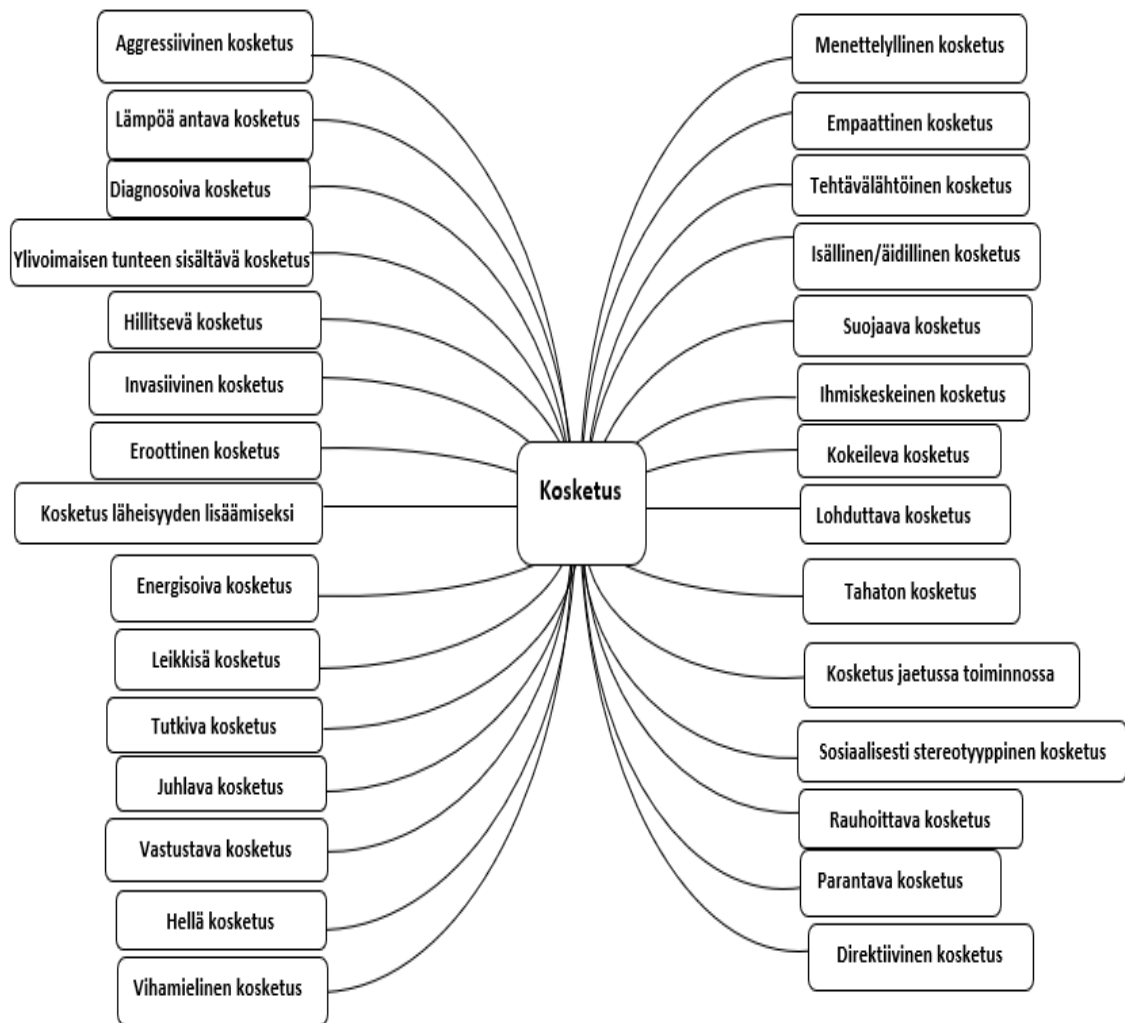 Aggressiivinen kosketus
Lämpöä antava kosketus
Diagnosoiva kosketus
Ylivoimaisen tunteen sisältävä kosketus
Hillitsevä kosketus
Invasiivinen kosketus
Eroottinen kosketus
Kosketus läheisyyden lisäämiseksi
Energisoiva kosketus
Leikkisä kosketus
Tutkiva kosketus
Juhlava kosketus
Vastustava kosketus
Hellä kosketus
Vihamielinen kosketus
Kosketus
Menettelyllinen kosketus
Empaattinen kosketus
Tehtävälähtöinen kosketus
Isällinen/äidillinen kosketus
Suojaava kosketus
Ihmiskeskeinen kosketus
Kokeileva kosketus
Lohduttava kosketus
Tahaton kosketus
Kosketus jaetussa toiminnossa
Sosiaalisesti stereotyyppinen kosketus
Rauhoittava kosketus
Parantava kosketus
Direktiivinen kosketus